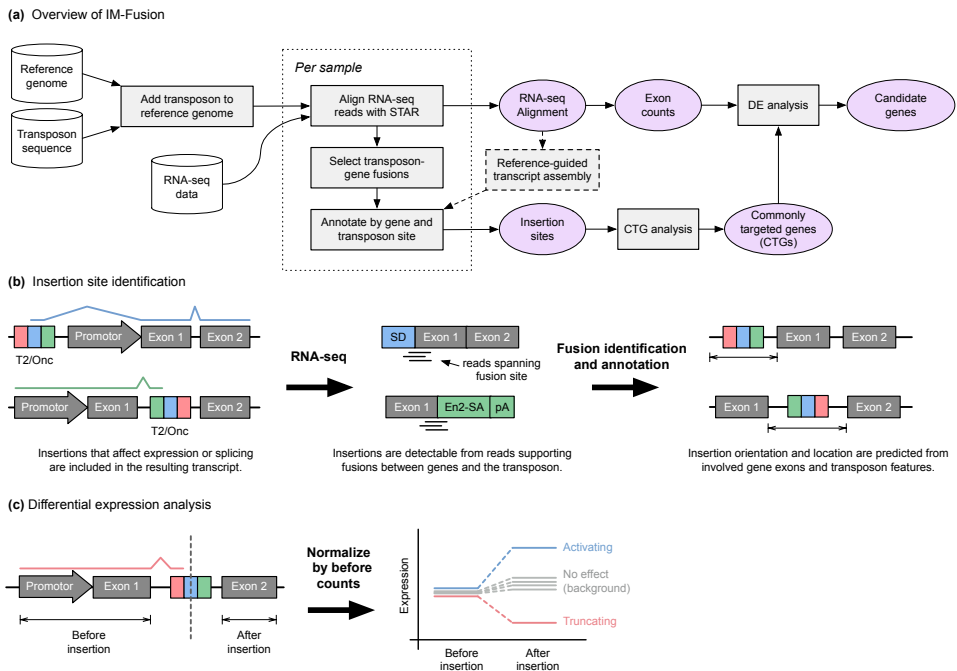 (a) Overview of IM-Fusion
Reference
genome
Transposon
sequence
Add transposon to
reference genome
RNA-seq
data
Per sample
Align RNA-seq
reads with STAR
Select transposon-
gene fusions
Annotate by gene and
transposon site
RNA-seq
Alignment
Exon
counts
DE analysis
Candidate
genes
Reference-guided
transcript assembly
Insertion
sites
CTG analysis
Commonly
targeted genes
(CTGs)
(b) Insertion site identification
Promotor
Exon 1
Exon 2
T2/Onc
Promotor
Exon 1
Exon 2
T2/Onc
Insertions that affect expression or splicing
are included in the resulting transcript.
RNA-seq
SD
Exon 1
Exon 2
reads spanning
fusion site
Exon 1
En2-SA
pA
Insertions are detectable from reads supporting
fusions between genes and the transposon.
Fusion identification
and annotation
Exon 1
Exon 2
Exon 1
Exon 2
Insertion orientation and location are predicted from
involved gene exons and transposon features.
(c) Differential expression analysis
Promotor
Exon 1
Exon 2
Before
insertion
After
insertion
Normalize
by before
counts
Expression
Activating
No effect
(background)
Truncating
Before
insertion
After
insertion